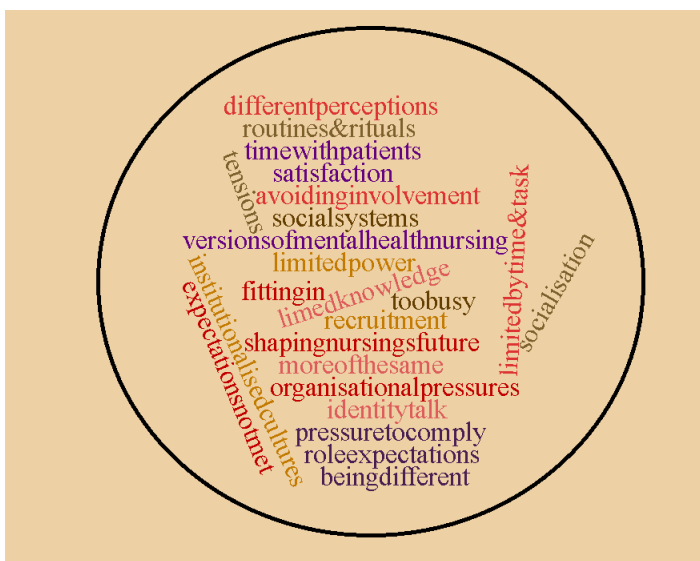 differentperceptions
routines&rituals
timewithpatients
tensions
satisfaction
avoidinginvolvement
socialsystems
versionsofmentalhealthnursing
limitedpower
limitedbytime&task
socialisation
institutionalisedcultures
expectationsnotmet
fittingin
limedknowledge
toobusy
recruitment
shapingnursingsfuture
moreofthesame
organisationalpressures
identitytalk
pressuretocomply
roleexpectations
beingdifferent